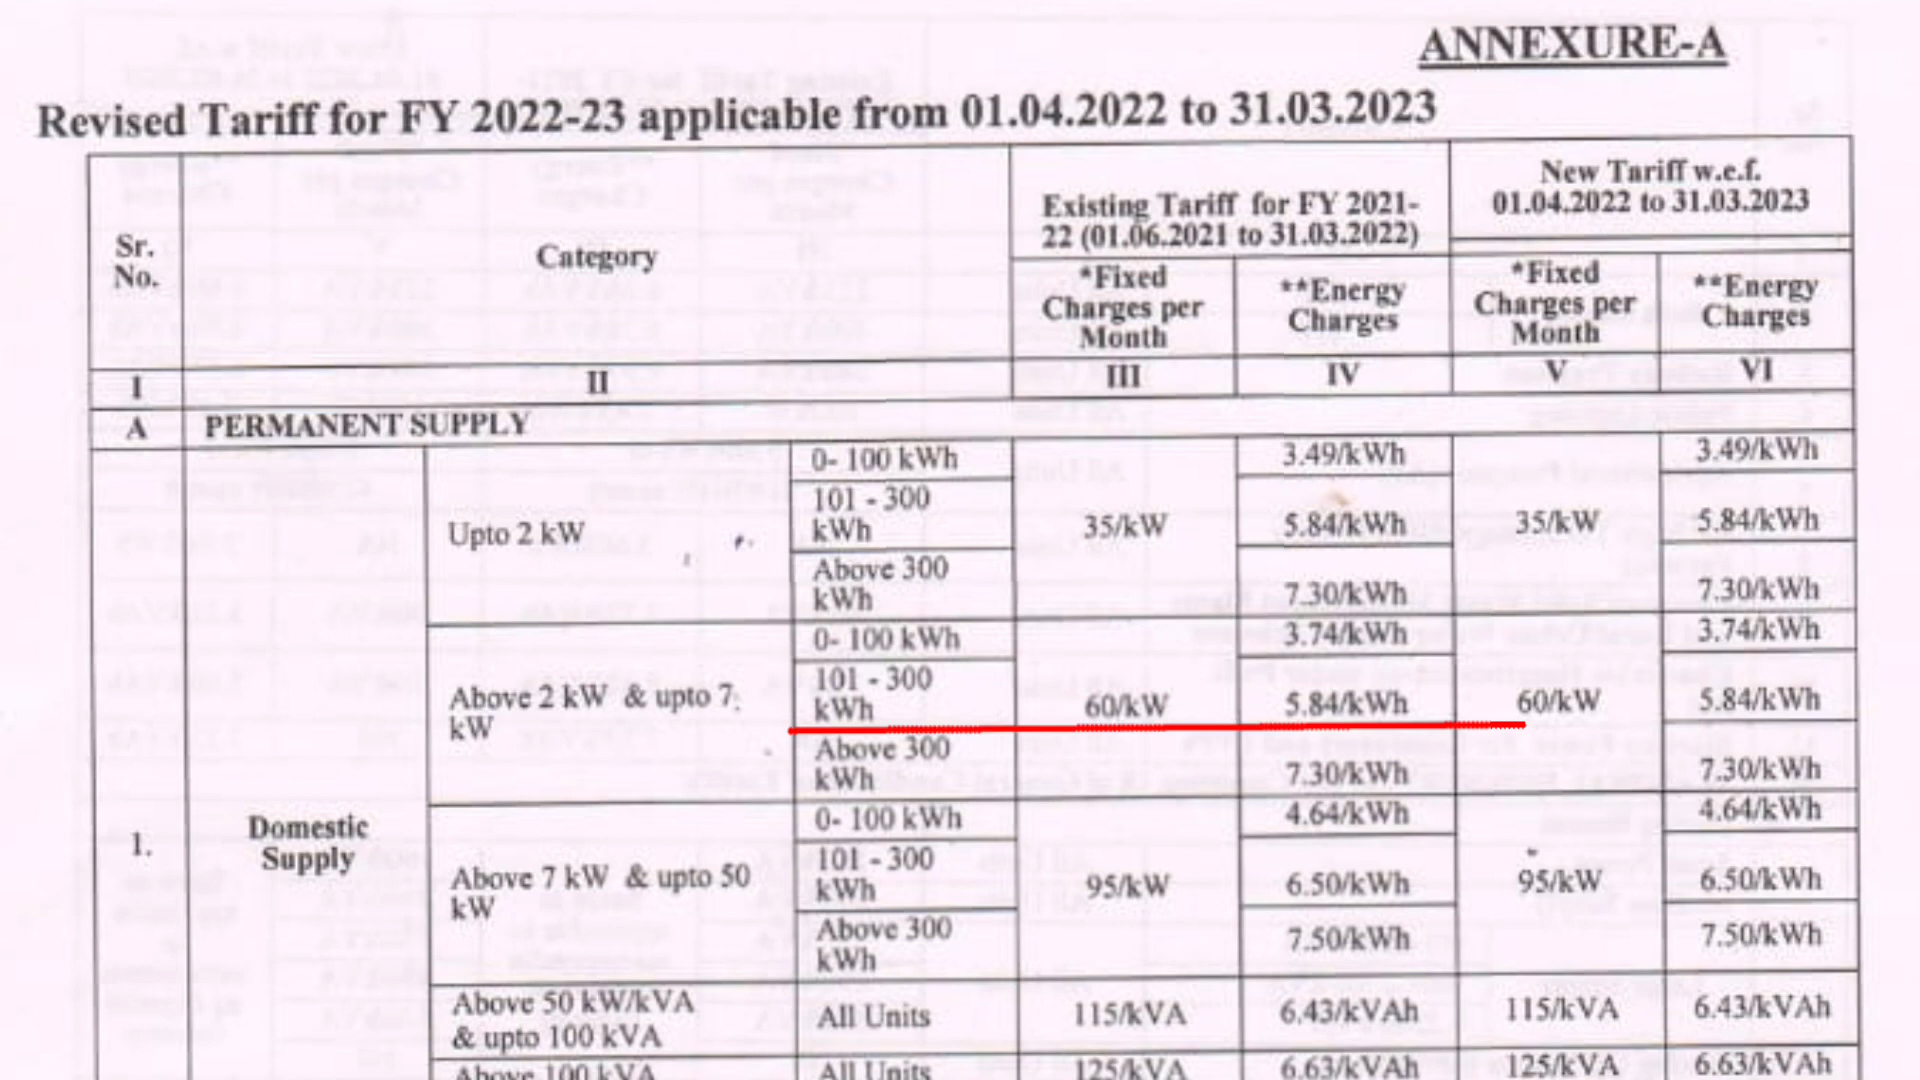 ANNEXURE-A
Revised Tariff for FY 2022-23 applicable from 01.04.2022 to 31.03.2023
Sr.
No.
Category
Existing Tariff for FY 2021-
22 (01.06.2021 to 31.03.2022)
New Tariff w.e.f.
01.04.2022 to 31.03.2023
*Fixed
Charges per
Month
**Energy
Charges
*Fixed
Charges per
Month
**Energy
Charges
I II III IV V VI
A PERMANENT SUPPLY
1.
Domestic
Supply
Upto 2 kW
0- 100 kWh
3.49/kWh
3.49/kWh
101 - 300
kWh
35/kW
5.84/kWh
35/kW
5.84/kWh
Above 300
kWh
7.30/kWh
7.30/kWh
Above 2 kW & upto 7
kW
0- 100 kWh
3.74/kWh
3.74/kWh
101 - 300
kWh
60/kW
5.84/kWh
60/kW
5.84/kWh
Above 300
kWh
7.30/kWh
7.30/kWh
Above 7 kW & upto 50
kW
0- 100 kWh
4.64/kWh
4.64/kWh
101 - 300
kWh
95/kW
6.50/kWh
95/kW
6.50/kWh
Above 300
kWh
7.50/kWh
7.50/kWh
Above 50 kW/kVA
& upto 100 kVA
All Units
115/kVA
6.43/kVAh
115/kVA
6.43/kVAh
Above 100 kVA
All Units
125/kVA
6.63/kVAh
125/kVA
6.63/kVAh